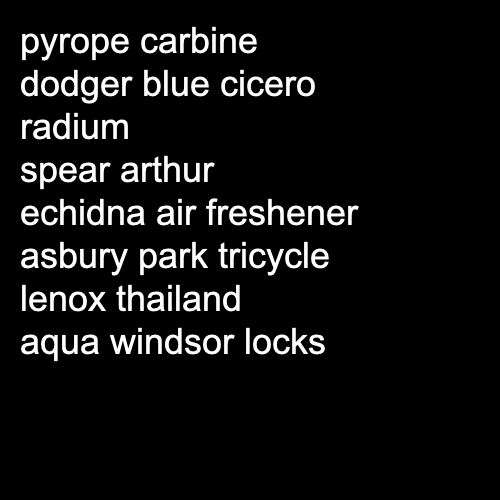 pyrope carbine
dodger blue cicero
radium
spear arthur
echidna air freshener
asbury park tricycle
lenox thailand
aqua windsor locks